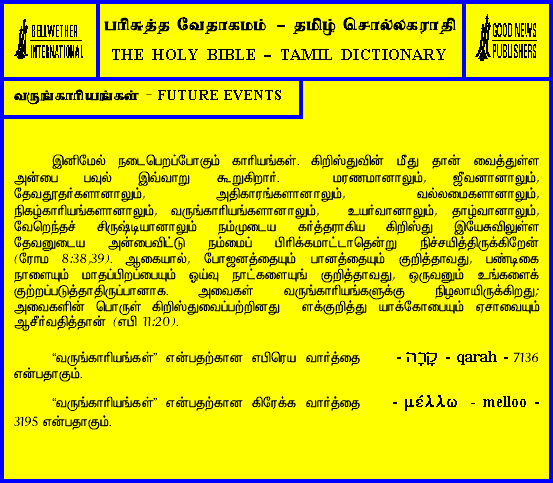 BELLWETHER
INTERNATIONAL
பரிசுத்த வேதாகமம் – தமிழ் சொல்லகராதி
THE HOLY BIBLE – TAMIL DICTIONARY
GOOD NEWS
PUBLISHERS
வருங்காரியங்கள் - FUTURE EVENTS
இனிமேல் நடைபெறப்போகும் காரியங்கள். கிறிஸ்துவின் மீது தான் வைத்துள்ள
அன்பை பவுல் இவ்வாறு கூறுகிறார். மரணமானாலும், ஜீவனானாலும்,
தேவதூதர்களானாலும், அதிகாரங்களானாலும், வல்லமைகளானாலும்,
நிகழ்காரியங்களானாலும், வருங்காரியங்களானாலும், உயர்வானாலும், தாழ்வானாலும்,
வேறெந்தச் சிருஷ்டியானாலும் நம்முடைய கர்த்தராகிய கிறிஸ்து இயேசுவிலுள்ள
தேவனுடைய அன்பைவிட்டு நம்மைப் பிரிக்கமாட்டாதென்று நிச்சயித்திருக்கிறேன்
(ரோம 8:38,39). ஆகையால், போஜனத்தையும் பானத்தையும் குறித்தாவது, பண்டிகை
நாளையும் மாதப்பிறப்பையும் ஓய்வு நாட்களையுங் குறித்தாவது, ஒருவனும் உங்களைக்
குற்றப்படுத்தாதிருப்பானாக. அவைகள் வருங்காரியங்களுக்கு நிழலாயிருக்கிறது;
அவைகளின் பொருள் கிறிஸ்துவைப்பற்றினது ளக்குறித்து யாக்கோபையும் ஏசாவையும்
ஆசீர்வதித்தான் (எபி 11:20).
“வருங்காரியங்கள்” என்பதற்கான எபிரெய வார்த்தை - קָרָה - qarah - 7136
என்பதாகும்.
“வருங்காரியங்கள்” என்பதற்கான கிரேக்க வார்த்தை - μέλλω - melloo -
3195 என்பதாகும்.